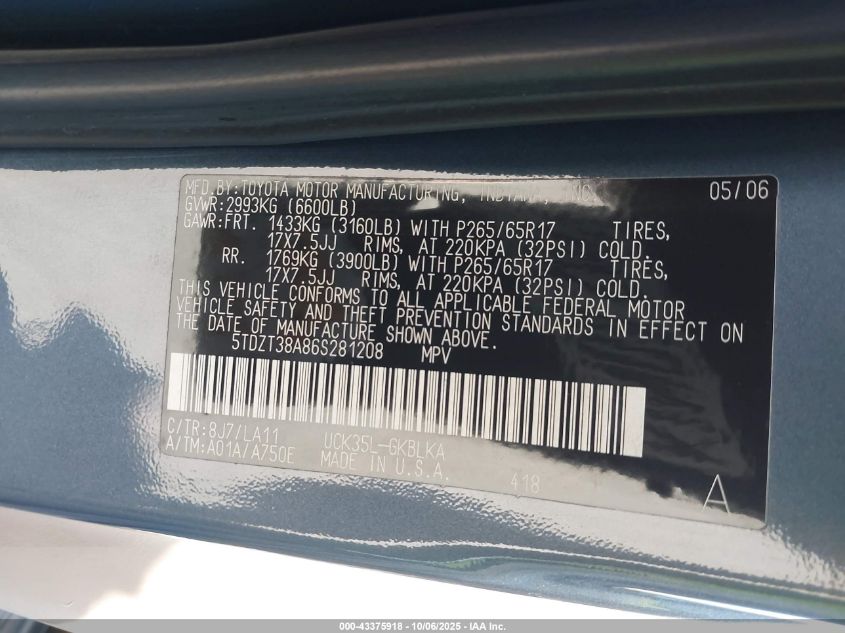 MFD.BY:TOYOTA MOTOR MANUFACTURING, INDIANA, INC. 05/06
GVWR:2993KG (6600LB)
GAWR:FRT. 1433KG (3160LB) WITH P265/65R17 TIRES,
17X7.5JJ RIMS, AT 220KPA (32PSI) COLD.
RR. 1769KG (3900LB) WITH P265/65R17 TIRES,
17X7.5JJ RIMS, AT 220KPA (32PSI) COLD.
THIS VEHICLE CONFORMS TO ALL APPLICABLE FEDERAL MOTOR
VEHICLE SAFETY AND THEFT PREVENTION STANDARDS IN EFFECT ON
THE DATE OF MANUFACTURE SHOWN ABOVE.
5TDZT38A86S281208 MPV
C/TR:8J7/LA11 UCK35L-GKBLKA
A/TM:A01A/A750E MADE IN U.S.A.
418 A
000-43375918 - 10/06/2025 - IAA Inc.